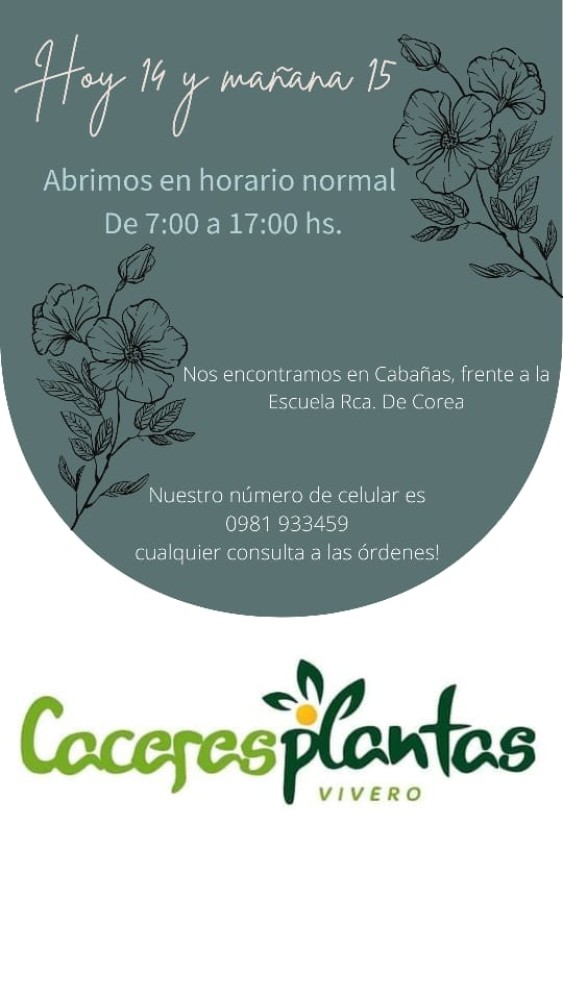 Hoy 14 y mañana 15
Abrimos en horario normal
De 7:00 a 17:00 hs.
Nos encontramos en Cabañas, frente a la
Escuela Rca. De Corea
Nuestro número de celular es
0981 933459
cualquier consulta a las órdenes!
Caceresplantas
VIVERO